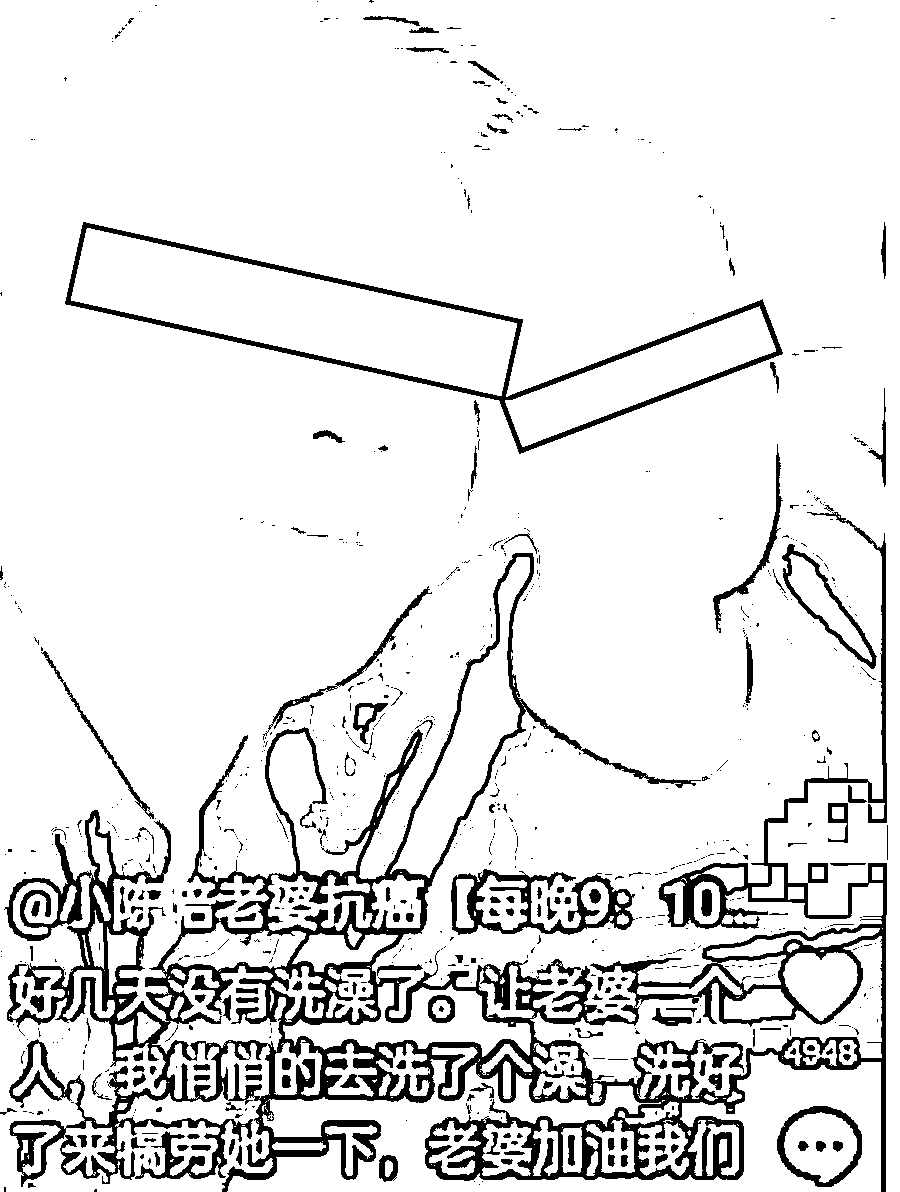 @小陈陪老婆抗癌【每晚9：10...
好几天没有洗澡了。让老婆一个
人，我悄悄的去洗了个澡，洗好
4948
了来犒劳她一下，老婆加油我们